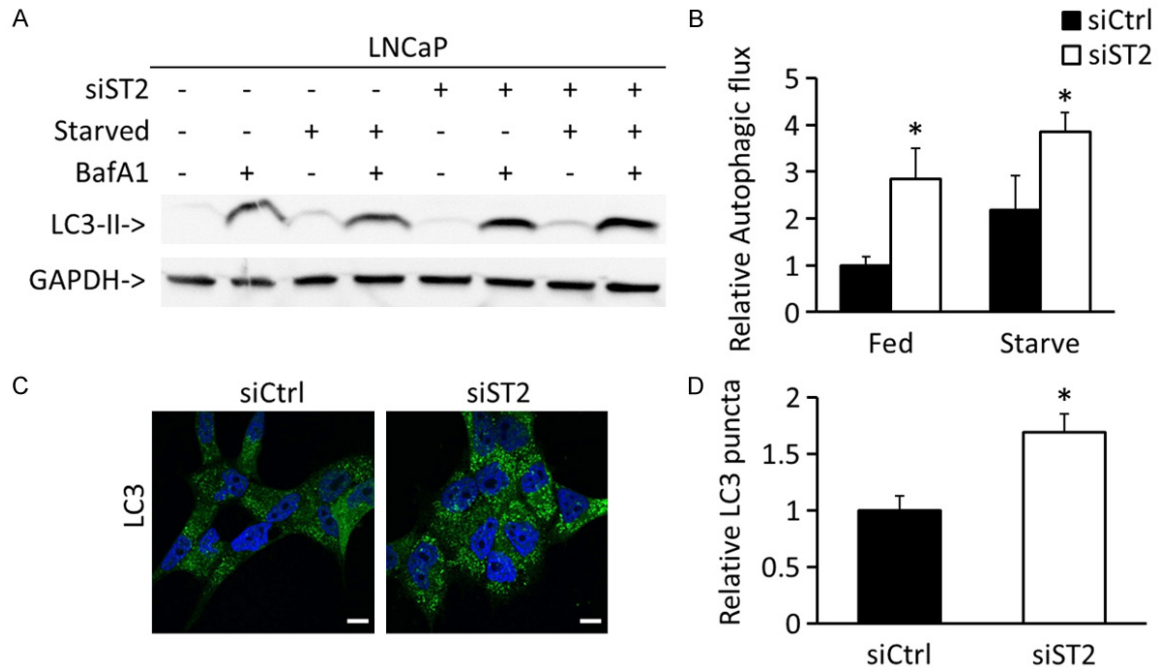 A
LNCaP
siST2 - - - - + + + +
Starved - - + + - - + +
BafA1 - + - + - + - +
LC3-II->
GAPDH->
B
siCtrl
siST2
Relative Autophagic flux
5
4
3
2
1
0
* *
Fed Starve
C
siCtrl siST2
LC3
D
Relative LC3 puncta
2
1.5
1
0.5
0
*
siCtrl siST2